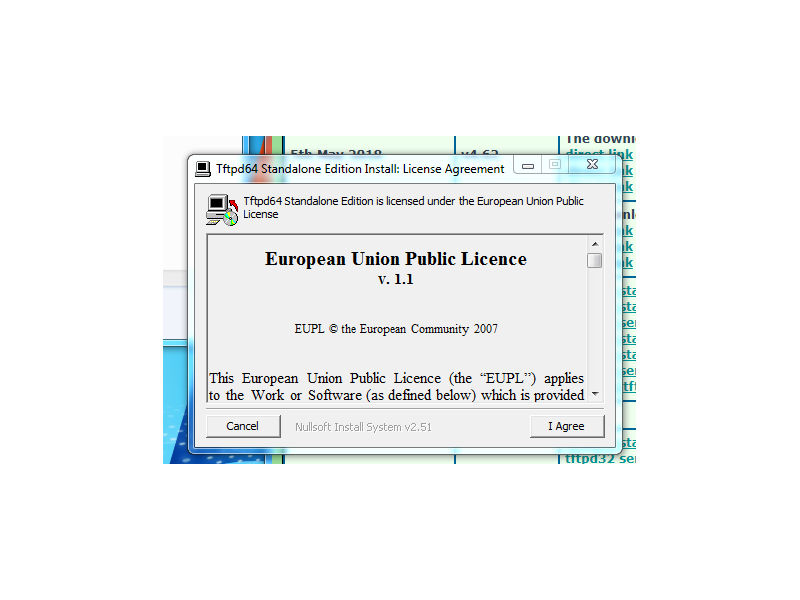 The downl
5th May 2018 v4.62
direct link
Tftpd64 Standalone Edition Install: License Agreement
Tftpd64 Standalone Edition is licensed under the European Union Public
License
European Union Public Licence
v. 1.1
EUPL © the European Community 2007
This European Union Public Licence (the “EUPL”) applies
to the Work or Software (as defined below) which is provided
Cancel
Nullsoft Install System v2.51
I Agree
tftpd32 se